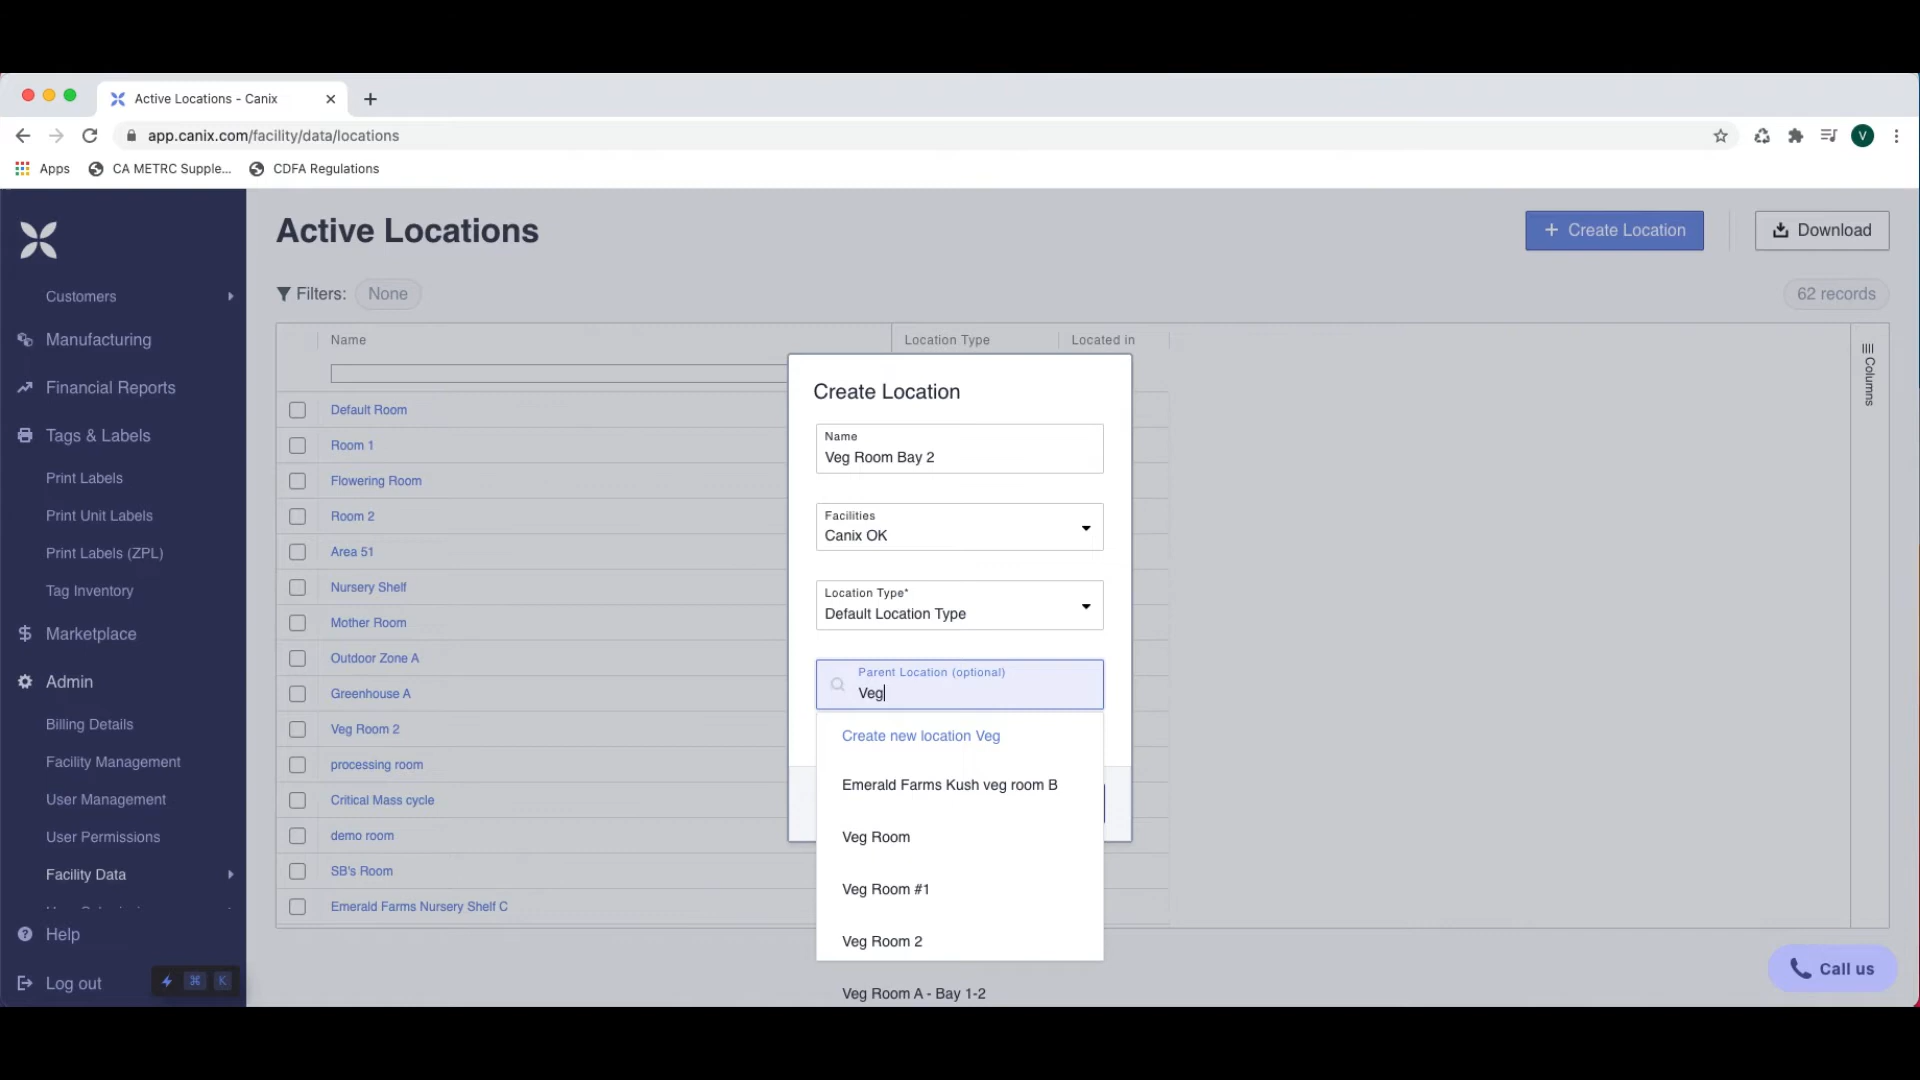 Active Locations - Canix
app.canix.com/facility/data/locations
V
Apps
CA METRC Supple...
CDFA Regulations
Active Locations
+ Create Location
Download
Customers
Filters: None
62 records
Manufacturing
Name
Location Type
Located in
Columns
Financial Reports
Create Location
Default Room
Name
Veg Room Bay 2
Tags & Labels
Room 1
Print Labels
Flowering Room
Print Unit Labels
Room 2
Facilities
Canix OK
Print Labels (ZPL)
Area 51
Tag Inventory
Nursery Shelf
Location Type*
Default Location Type
Marketplace
Mother Room
Outdoor Zone A
Parent Location (optional)
Veg
Admin
Greenhouse A
Billing Details
Veg Room 2
Create new location Veg
Facility Management
processing room
Emerald Farms Kush veg room B
User Management
Critical Mass cycle
User Permissions
demo room
Veg Room
Facility Data
SB's Room
Veg Room #1
Emerald Farms Nursery Shelf C
Help
Veg Room 2
Call us
Log out
⌘ K
Veg Room A - Bay 1-2